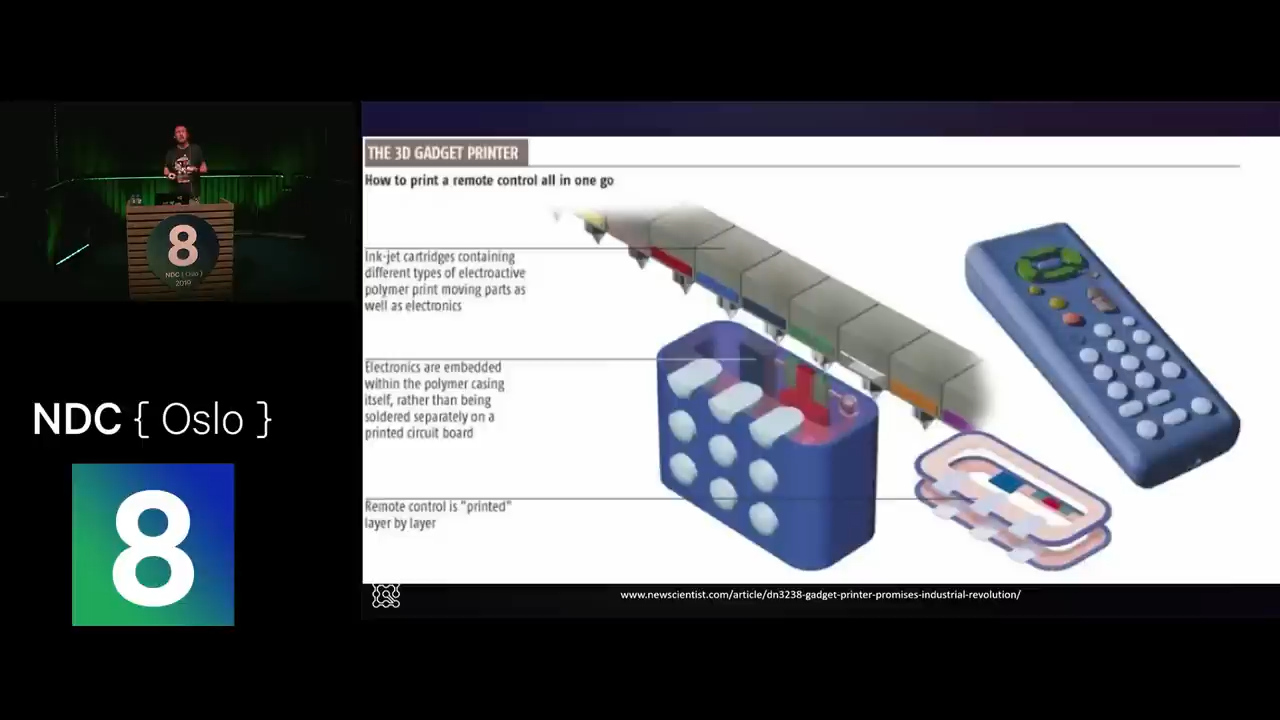 THE 3D GADGET PRINTER
How to print a remote control all in one go
Ink-jet cartridges containing
different types of electroactive
polymer print moving parts as
well as electronics
Electronics are embedded
within the polymer casing
itself, rather than being
soldered separately on a
printed circuit board
Remote control is "printed"
layer by layer
www.newscientist.com/article/dn3238-gadget-printer-promises-industrial-revolution/
8
NDC { Oslo }
2019
NDC { Oslo }
8